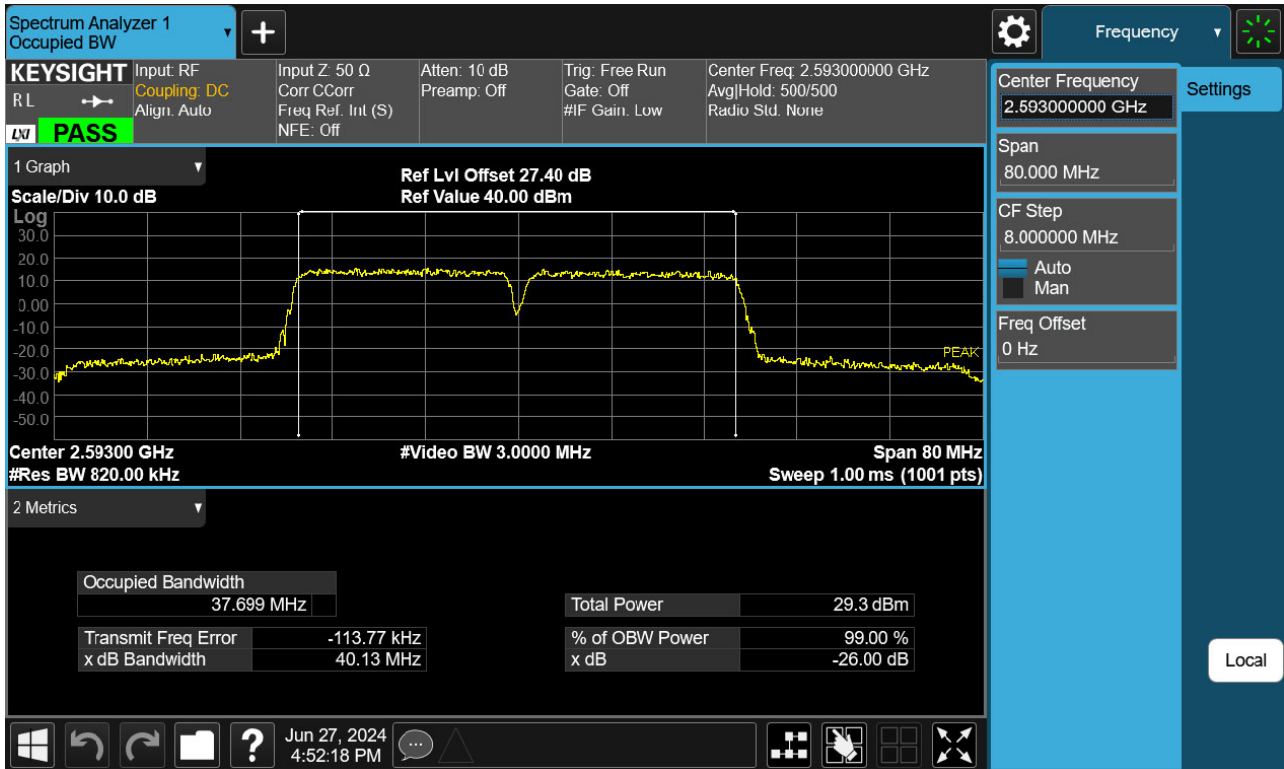 Spectrum Analyzer 1
Occupied BW
Frequency
KEYSIGHT
R L
LXI
PASS
Input: RF
Coupling: DC
Align: Auto
Input Z: 50 Ω
Corr CCorr
Freq Ref: Int (S)
NFE: Off
Atten: 10 dB
Preamp: Off
Trig: Free Run
Gate: Off
#IF Gain: Low
Center Freq: 2.593000000 GHz
Avg|Hold: 500/500
Radio Std: None
Center Frequency
2.593000000 GHz
Settings
Span
80.000 MHz
CF Step
8.000000 MHz
Auto
Man
Freq Offset
0 Hz
Local
1 Graph
Scale/Div 10.0 dB
Ref Lvl Offset 27.40 dB
Ref Value 40.00 dBm
Log
30.0
20.0
10.0
0.00
-10.0
-20.0
-30.0
-40.0
-50.0
PEAK
Center 2.59300 GHz
#Video BW 3.0000 MHz
Span 80 MHz
#Res BW 820.00 kHz
Sweep 1.00 ms (1001 pts)
2 Metrics
Occupied Bandwidth
37.699 MHz
Total Power 29.3 dBm
Transmit Freq Error -113.77 kHz
% of OBW Power 99.00 %
x dB Bandwidth 40.13 MHz
x dB -26.00 dB
?
Jun 27, 2024
4:52:18 PM